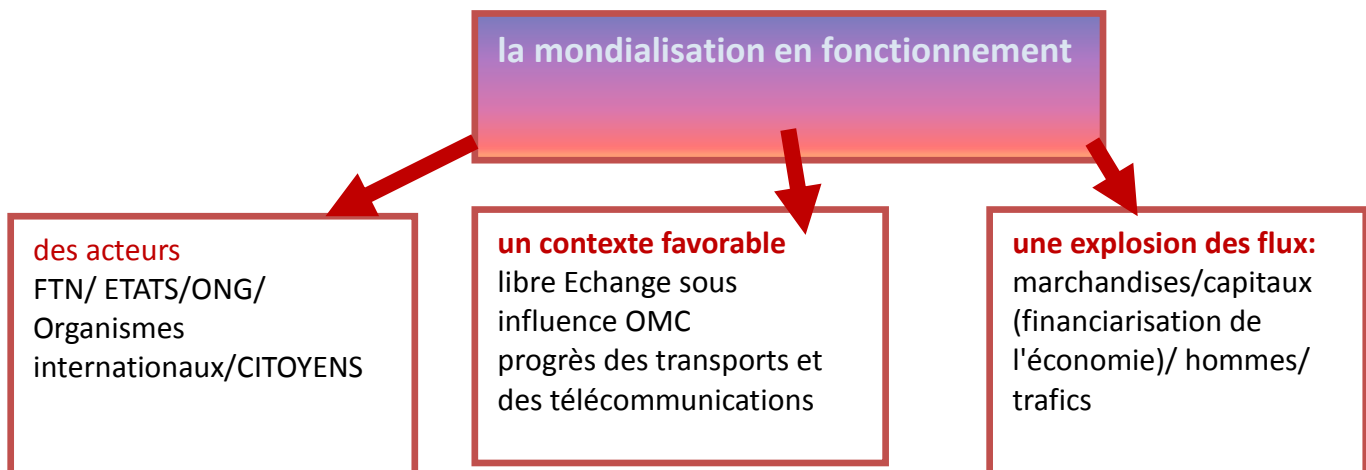 la mondialisation en fonctionnement
des acteurs
FTN/ ETATS/ONG/
Organismes
internationaux/CITOYENS
un contexte favorable
libre Echange sous
influence OMC
progrès des transports et
des télécommunications
une explosion des flux:
marchandises/capitaux
(financiarisation de
l'économie)/ hommes/
trafics